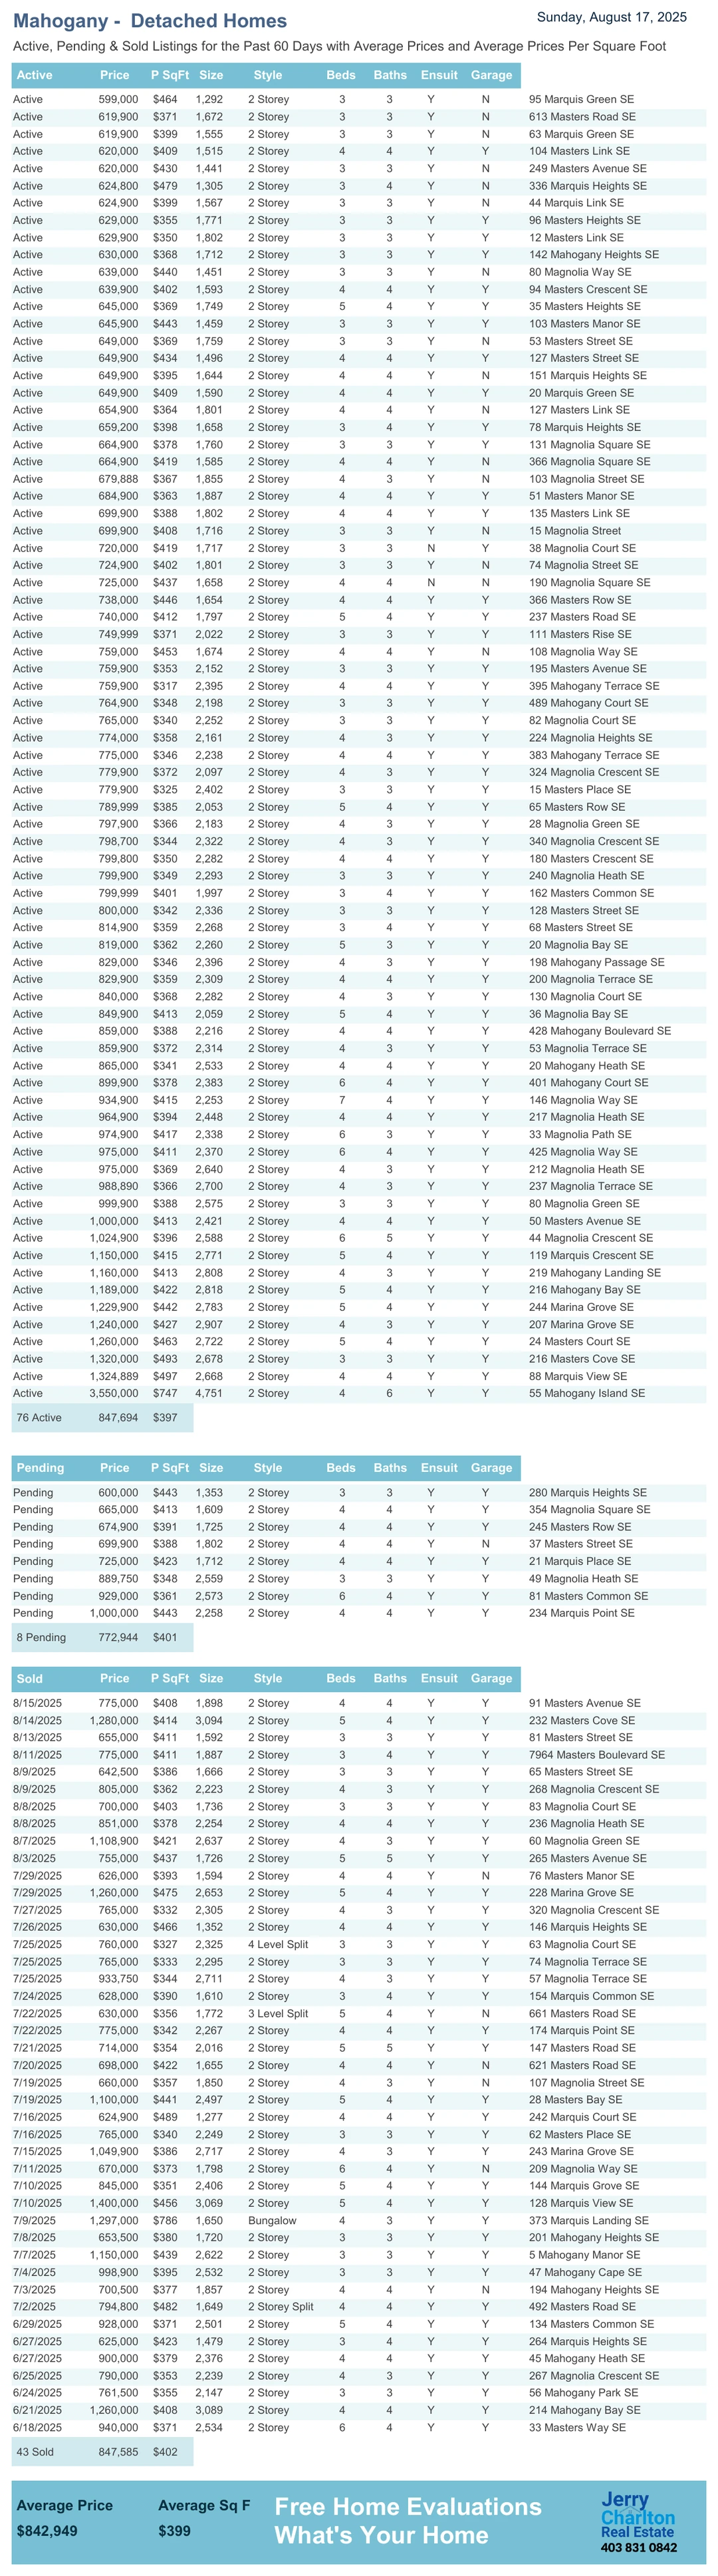 Mahogany - Detached Homes
Sunday, August 17, 2025
Active, Pending & Sold Listings for the Past 60 Days with Average Prices and Average Prices Per Square Foot
Active Price P SqFt Size Style Beds Baths Ensuit Garage
Active 599,000 $464 1,292 2 Storey 3 3 Y N 95 Marquis Green SE
Active 619,900 $371 1,672 2 Storey 3 3 Y N 613 Masters Road SE
Active 619,900 $399 1,555 2 Storey 3 3 Y N 63 Marquis Green SE
Active 620,000 $409 1,515 2 Storey 4 4 Y Y 104 Masters Link SE
Active 620,000 $430 1,441 2 Storey 3 3 Y N 249 Masters Avenue SE
Active 624,800 $479 1,305 2 Storey 3 4 Y N 336 Marquis Heights SE
Active 624,900 $399 1,567 2 Storey 3 3 Y N 44 Marquis Link SE
Active 629,000 $355 1,771 2 Storey 3 3 Y Y 96 Masters Heights SE
Active 629,900 $350 1,802 2 Storey 3 3 Y Y 12 Masters Link SE
Active 630,000 $368 1,712 2 Storey 3 3 Y Y 142 Mahogany Heights SE
Active 639,000 $440 1,451 2 Storey 3 3 Y N 80 Magnolia Way SE
Active 639,900 $402 1,593 2 Storey 4 4 Y Y 94 Masters Crescent SE
Active 645,000 $369 1,749 2 Storey 5 4 Y Y 35 Masters Heights SE
Active 645,900 $443 1,459 2 Storey 3 3 Y Y 103 Masters Manor SE
Active 649,000 $369 1,759 2 Storey 3 3 Y N 53 Masters Street SE
Active 649,900 $434 1,496 2 Storey 4 4 Y Y 127 Masters Street SE
Active 649,900 $395 1,644 2 Storey 4 4 Y N 151 Marquis Heights SE
Active 649,900 $409 1,590 2 Storey 4 4 Y Y 20 Marquis Green SE
Active 654,900 $364 1,801 2 Storey 4 4 Y N 127 Masters Link SE
Active 659,200 $398 1,658 2 Storey 3 4 Y Y 78 Marquis Heights SE
Active 664,900 $378 1,760 2 Storey 3 3 Y Y 131 Magnolia Square SE
Active 664,900 $419 1,585 2 Storey 4 4 Y N 366 Magnolia Square SE
Active 679,888 $367 1,855 2 Storey 4 3 Y N 103 Magnolia Street SE
Active 684,900 $363 1,887 2 Storey 4 4 Y Y 51 Masters Manor SE
Active 699,900 $388 1,802 2 Storey 4 4 Y Y 135 Masters Link SE
Active 699,900 $408 1,716 2 Storey 3 3 Y N 15 Magnolia Street
Active 720,000 $419 1,717 2 Storey 3 3 N Y 38 Magnolia Court SE
Active 724,900 $402 1,801 2 Storey 3 3 Y N 74 Magnolia Street SE
Active 725,000 $437 1,658 2 Storey 4 4 N N 190 Magnolia Square SE
Active 738,000 $446 1,654 2 Storey 4 4 Y Y 366 Masters Row SE
Active 740,000 $412 1,797 2 Storey 5 4 Y Y 237 Masters Road SE
Active 749,999 $371 2,022 2 Storey 3 3 Y Y 111 Masters Rise SE
Active 759,000 $453 1,674 2 Storey 4 4 Y N 108 Magnolia Way SE
Active 759,900 $353 2,152 2 Storey 3 3 Y Y 195 Masters Avenue SE
Active 759,900 $317 2,395 2 Storey 4 4 Y Y 395 Mahogany Terrace SE
Active 764,900 $348 2,198 2 Storey 3 3 Y Y 489 Mahogany Court SE
Active 765,000 $340 2,252 2 Storey 3 3 Y Y 82 Magnolia Court SE
Active 774,000 $358 2,161 2 Storey 4 3 Y Y 224 Magnolia Heights SE
Active 775,000 $346 2,238 2 Storey 4 4 Y Y 383 Mahogany Terrace SE
Active 779,900 $372 2,097 2 Storey 4 3 Y Y 324 Magnolia Crescent SE
Active 779,900 $325 2,402 2 Storey 3 3 Y Y 15 Masters Place SE
Active 789,999 $385 2,053 2 Storey 5 4 Y Y 65 Masters Row SE
Active 797,900 $366 2,183 2 Storey 4 3 Y Y 28 Magnolia Green SE
Active 798,700 $344 2,322 2 Storey 4 3 Y Y 340 Magnolia Crescent SE
Active 799,800 $350 2,282 2 Storey 4 4 Y Y 180 Masters Crescent SE
Active 799,900 $349 2,293 2 Storey 3 3 Y Y 240 Magnolia Heath SE
Active 799,999 $401 1,997 2 Storey 3 4 Y Y 162 Masters Common SE
Active 800,000 $342 2,336 2 Storey 3 3 Y Y 128 Masters Street SE
Active 814,900 $359 2,268 2 Storey 3 4 Y Y 68 Masters Street SE
Active 819,000 $362 2,260 2 Storey 5 3 Y Y 20 Magnolia Bay SE
Active 829,000 $346 2,396 2 Storey 4 3 Y Y 198 Mahogany Passage SE
Active 829,900 $359 2,309 2 Storey 4 4 Y Y 200 Magnolia Terrace SE
Active 840,000 $368 2,282 2 Storey 4 3 Y Y 130 Magnolia Court SE
Active 849,900 $413 2,059 2 Storey 5 4 Y Y 36 Magnolia Bay SE
Active 859,000 $388 2,216 2 Storey 4 4 Y Y 428 Mahogany Boulevard SE
Active 859,900 $372 2,314 2 Storey 4 3 Y Y 53 Magnolia Terrace SE
Active 865,000 $341 2,533 2 Storey 4 4 Y Y 20 Mahogany Heath SE
Active 899,900 $378 2,383 2 Storey 6 4 Y Y 401 Mahogany Court SE
Active 934,900 $415 2,253 2 Storey 7 4 Y Y 146 Magnolia Way SE
Active 964,900 $394 2,448 2 Storey 4 4 Y Y 217 Magnolia Heath SE
Active 974,900 $417 2,338 2 Storey 6 3 Y Y 33 Magnolia Path SE
Active 975,000 $411 2,370 2 Storey 6 4 Y Y 425 Magnolia Way SE
Active 975,000 $369 2,640 2 Storey 4 3 Y Y 212 Magnolia Heath SE
Active 988,890 $366 2,700 2 Storey 4 3 Y Y 237 Magnolia Terrace SE
Active 999,900 $388 2,575 2 Storey 3 3 Y Y 80 Magnolia Green SE
Active 1,000,000 $413 2,421 2 Storey 4 4 Y Y 50 Masters Avenue SE
Active 1,024,900 $396 2,588 2 Storey 6 5 Y Y 44 Magnolia Crescent SE
Active 1,150,000 $415 2,771 2 Storey 5 4 Y Y 119 Marquis Crescent SE
Active 1,160,000 $413 2,808 2 Storey 4 3 Y Y 219 Mahogany Landing SE
Active 1,189,000 $422 2,818 2 Storey 5 4 Y Y 216 Mahogany Bay SE
Active 1,229,900 $442 2,783 2 Storey 5 4 Y Y 244 Marina Grove SE
Active 1,240,000 $427 2,907 2 Storey 4 3 Y Y 207 Marina Grove SE
Active 1,260,000 $463 2,722 2 Storey 5 4 Y Y 24 Masters Court SE
Active 1,320,000 $493 2,678 2 Storey 3 3 Y Y 216 Masters Cove SE
Active 1,324,889 $497 2,668 2 Storey 4 4 Y Y 88 Marquis View SE
Active 3,550,000 $747 4,751 2 Storey 4 6 Y Y 55 Mahogany Island SE
76 Active 847,694 $397
Pending Price P SqFt Size Style Beds Baths Ensuit Garage
Pending 600,000 $443 1,353 2 Storey 3 3 Y Y 280 Marquis Heights SE
Pending 665,000 $413 1,609 2 Storey 4 4 Y Y 354 Magnolia Square SE
Pending 674,900 $391 1,725 2 Storey 4 4 Y Y 245 Masters Row SE
Pending 699,900 $388 1,802 2 Storey 4 4 Y N 37 Masters Street SE
Pending 725,000 $423 1,712 2 Storey 4 4 Y Y 21 Marquis Place SE
Pending 889,750 $348 2,559 2 Storey 3 3 Y Y 49 Magnolia Heath SE
Pending 929,000 $361 2,573 2 Storey 6 4 Y Y 81 Masters Common SE
Pending 1,000,000 $443 2,258 2 Storey 4 4 Y Y 234 Marquis Point SE
8 Pending 772,944 $401
Sold Price P SqFt Size Style Beds Baths Ensuit Garage
8/15/2025 775,000 $408 1,898 2 Storey 4 4 Y Y 91 Masters Avenue SE
8/14/2025 1,280,000 $414 3,094 2 Storey 5 4 Y Y 232 Masters Cove SE
8/13/2025 655,000 $411 1,592 2 Storey 3 3 Y Y 81 Masters Street SE
8/11/2025 775,000 $411 1,887 2 Storey 3 4 Y Y 7964 Masters Boulevard SE
8/9/2025 642,500 $386 1,666 2 Storey 3 3 Y Y 65 Masters Street SE
8/9/2025 805,000 $362 2,223 2 Storey 4 3 Y Y 268 Magnolia Crescent SE
8/8/2025 700,000 $403 1,736 2 Storey 3 3 Y Y 83 Magnolia Court SE
8/8/2025 851,000 $378 2,254 2 Storey 4 4 Y Y 236 Magnolia Heath SE
8/7/2025 1,108,900 $421 2,637 2 Storey 4 3 Y Y 60 Magnolia Green SE
8/3/2025 755,000 $437 1,726 2 Storey 5 5 Y Y 265 Masters Avenue SE
7/29/2025 626,000 $393 1,594 2 Storey 4 4 Y N 76 Masters Manor SE
7/29/2025 1,260,000 $475 2,653 2 Storey 5 4 Y Y 228 Marina Grove SE
7/27/2025 765,000 $332 2,305 2 Storey 4 3 Y Y 320 Magnolia Crescent SE
7/26/2025 630,000 $466 1,352 2 Storey 4 4 Y Y 146 Marquis Heights SE
7/25/2025 760,000 $327 2,325 4 Level Split 3 3 Y Y 63 Magnolia Court SE
7/25/2025 765,000 $333 2,295 2 Storey 3 3 Y Y 74 Magnolia Terrace SE
7/25/2025 933,750 $344 2,711 2 Storey 4 3 Y Y 57 Magnolia Terrace SE
7/24/2025 628,000 $390 1,610 2 Storey 3 4 Y Y 154 Marquis Common SE
7/22/2025 630,000 $356 1,772 3 Level Split 5 4 Y N 661 Masters Road SE
7/22/2025 775,000 $342 2,267 2 Storey 4 4 Y Y 174 Marquis Point SE
7/21/2025 714,000 $354 2,016 2 Storey 5 5 Y Y 147 Masters Road SE
7/20/2025 698,000 $422 1,655 2 Storey 4 4 Y N 621 Masters Road SE
7/19/2025 660,000 $357 1,850 2 Storey 4 3 Y N 107 Magnolia Street SE
7/19/2025 1,100,000 $441 2,497 2 Storey 5 4 Y Y 28 Masters Bay SE
7/16/2025 624,900 $489 1,277 2 Storey 4 4 Y Y 242 Marquis Court SE
7/16/2025 765,000 $340 2,249 2 Storey 3 3 Y Y 62 Masters Place SE
7/15/2025 1,049,900 $386 2,717 2 Storey 4 3 Y Y 243 Marina Grove SE
7/11/2025 670,000 $373 1,798 2 Storey 6 4 Y N 209 Magnolia Way SE
7/10/2025 845,000 $351 2,406 2 Storey 5 4 Y Y 144 Marquis Grove SE
7/10/2025 1,400,000 $456 3,069 2 Storey 5 4 Y Y 128 Marquis View SE
7/9/2025 1,297,000 $786 1,650 Bungalow 4 3 Y Y 373 Marquis Landing SE
7/8/2025 653,500 $380 1,720 2 Storey 3 3 Y Y 201 Mahogany Heights SE
7/7/2025 1,150,000 $439 2,622 2 Storey 3 3 Y Y 5 Mahogany Manor SE
7/4/2025 998,900 $395 2,532 2 Storey 3 3 Y Y 47 Mahogany Cape SE
7/3/2025 700,500 $377 1,857 2 Storey 4 4 Y N 194 Mahogany Heights SE
7/2/2025 794,800 $482 1,649 2 Storey Split 4 4 Y Y 492 Masters Road SE
6/29/2025 928,000 $371 2,501 2 Storey 5 4 Y Y 134 Masters Common SE
6/27/2025 625,000 $423 1,479 2 Storey 3 4 Y Y 264 Marquis Heights SE
6/27/2025 900,000 $379 2,376 2 Storey 4 4 Y Y 45 Mahogany Heath SE
6/25/2025 790,000 $353 2,239 2 Storey 4 3 Y Y 267 Magnolia Crescent SE
6/24/2025 761,500 $355 2,147 2 Storey 3 3 Y Y 56 Mahogany Park SE
6/21/2025 1,260,000 $408 3,089 2 Storey 4 4 Y Y 214 Mahogany Bay SE
6/18/2025 940,000 $371 2,534 2 Storey 6 4 Y Y 33 Masters Way SE
43 Sold 847,585 $402
Average Price Average Sq F
$842,949 $399
Free Home Evaluations
What's Your Home
Jerry
Charlton
Real Estate
403 831 0842